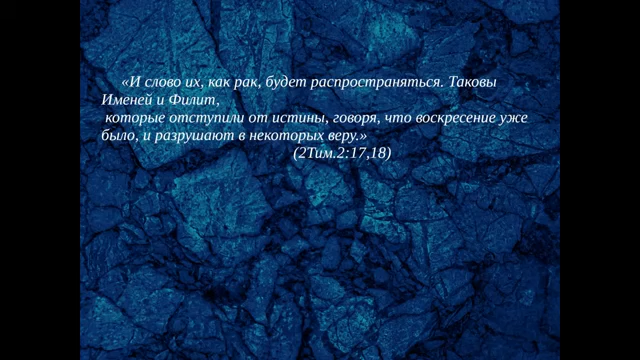 «И слово их, как рак, будет распространяться. Таковы
Именей и Филит,
которые отступили от истины, говоря, что воскресение уже
было, и разрушают в некоторых веру.»
(2Тим.2:17,18)